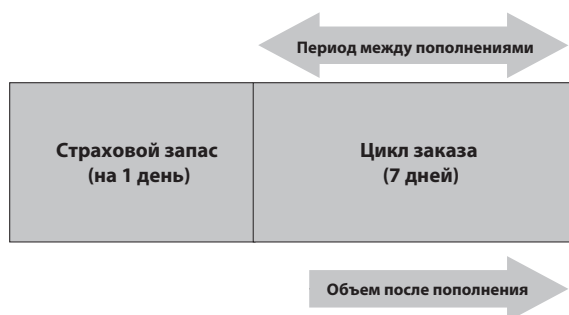 Период между пополнениями
Страховой запас
(на 1 день)
Цикл заказа
(7 дней)
Объем после пополнения